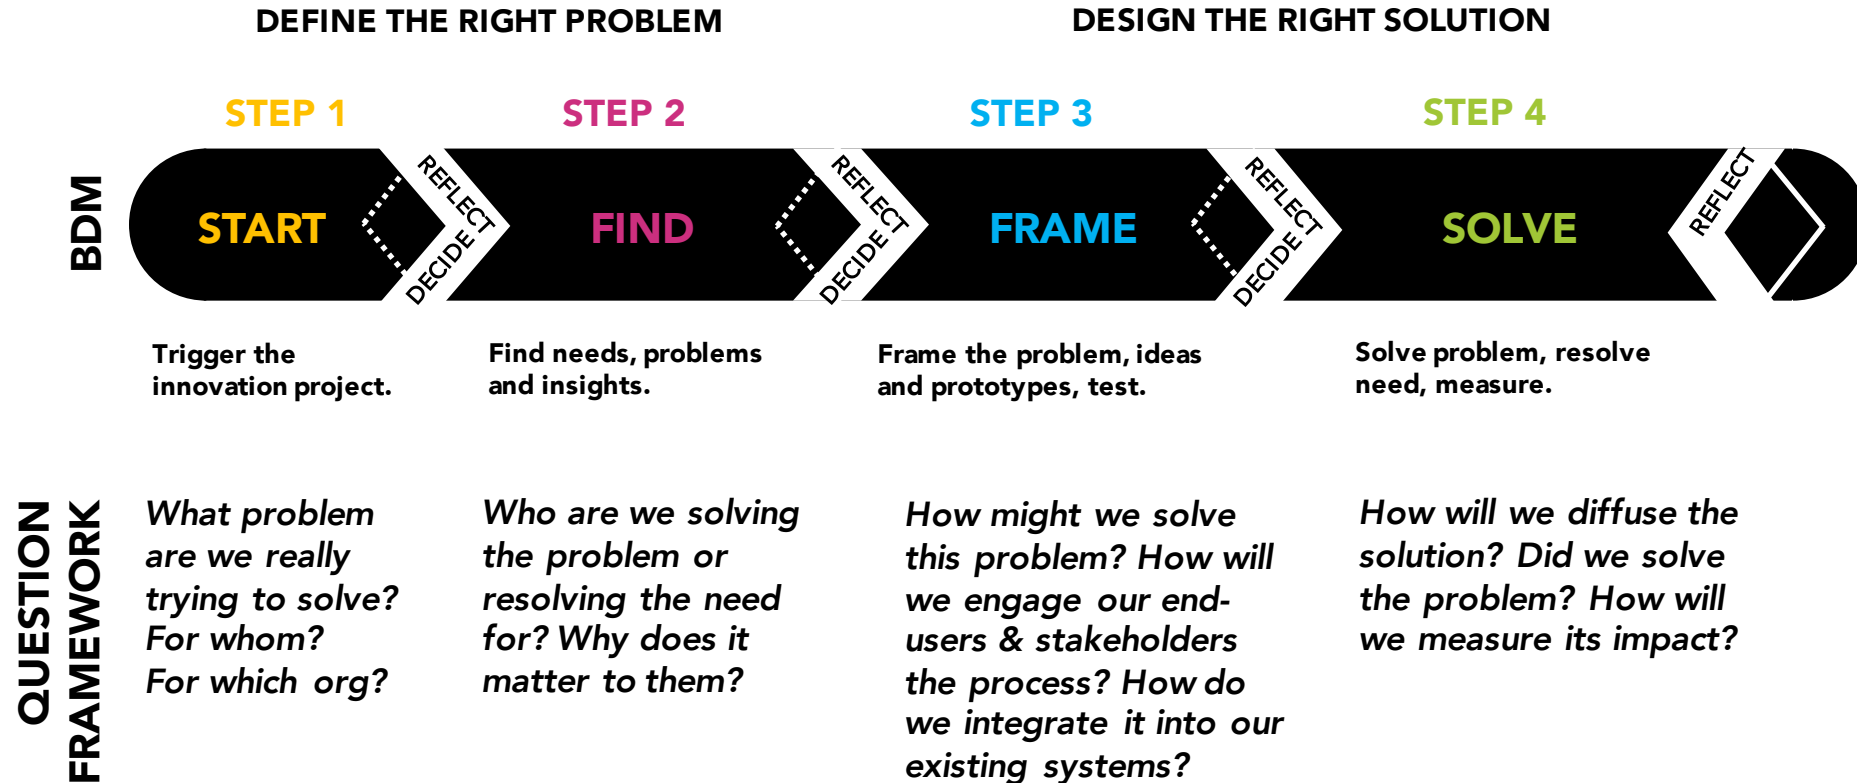 DEFINE THE RIGHT PROBLEM
DESIGN THE RIGHT SOLUTION
STEP 1
STEP 2
STEP 3
STEP 4
BDM
START
REFLECT
DECIDE
FIND
REFLECT
DECIDE
FRAME
REFLECT
DECIDE
SOLVE
REFLECT
Trigger the
innovation project.
Find needs, problems
and insights.
Frame the problem, ideas
and prototypes, test.
Solve problem, resolve
need, measure.
QUESTION
FRAMEWORK
What problem
are we really
trying to solve?
For whom?
For which org?
Who are we solving
the problem or
resolving the need
for? Why does it
matter to them?
How might we solve
this problem? How will
we engage our end-
users & stakeholders
the process? How do
we integrate it into our
existing systems?
How will we diffuse the
solution? Did we solve
the problem? How will
we measure its impact?